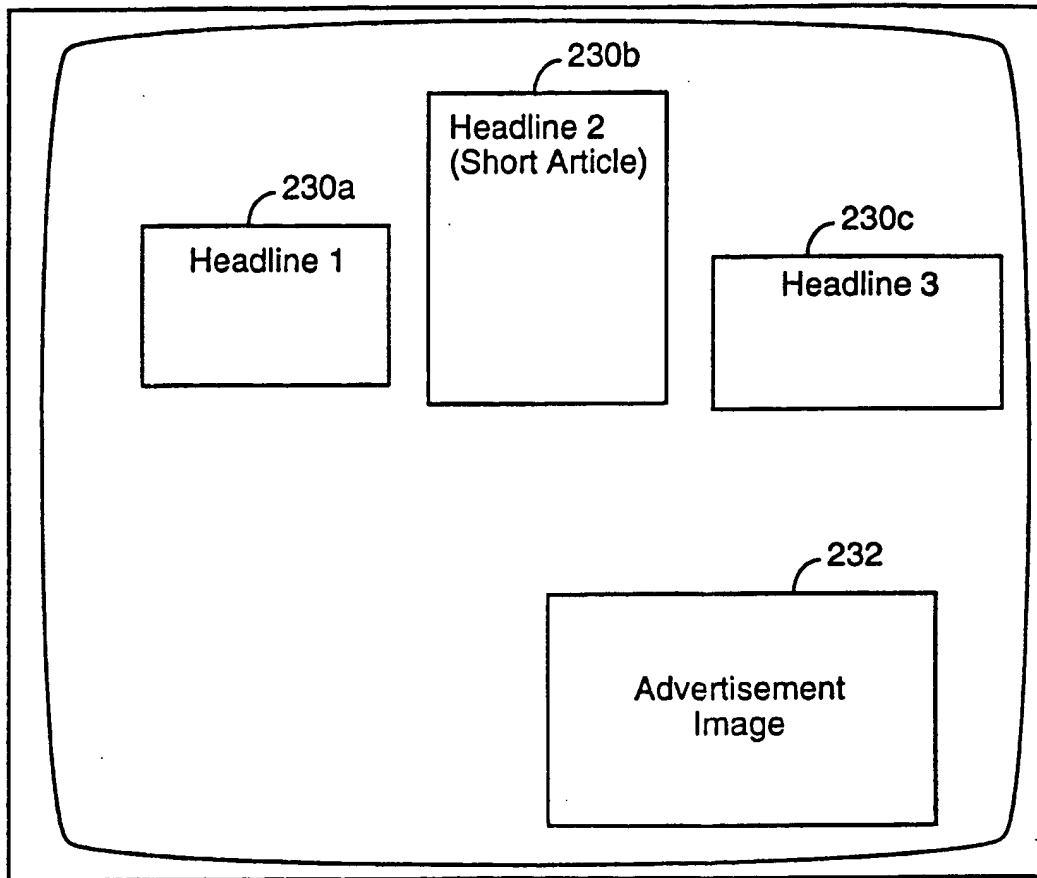 230b
Headline 2
(Short Article)
230a
Headline 1
230c
Headline 3
232
Advertisement
Image